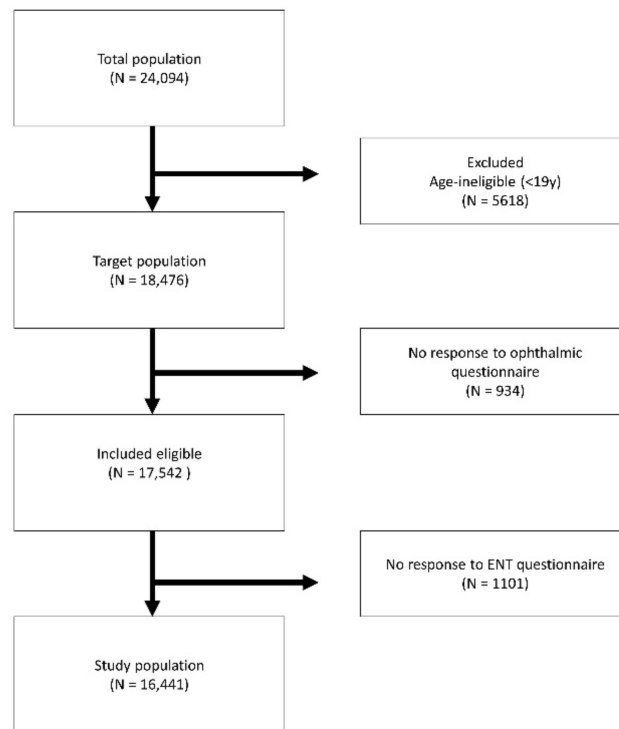 Total population
(N = 24,094)
Excluded
Age-ineligible (<19y)
(N = 5618)
Target population
(N = 18,476)
No response to ophthalmic
questionnaire
(N = 934)
Included eligible
(N = 17,542 )
No response to ENT questionnaire
(N = 1101)
Study population
(N = 16,441)